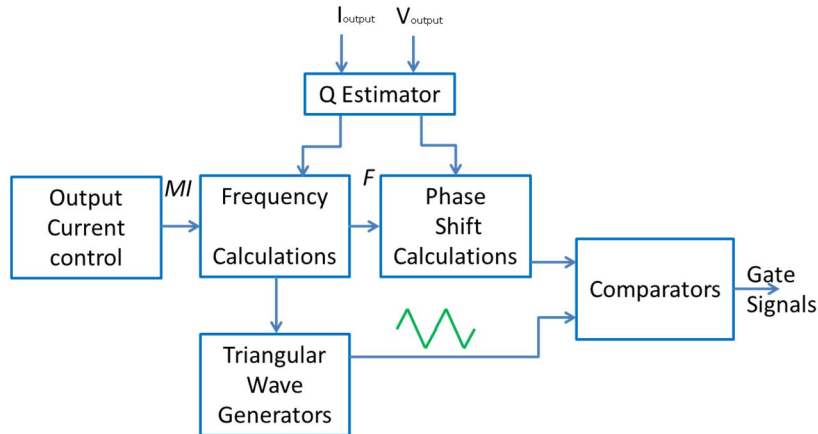 Ioutput
Voutput
Q Estimator
Output
Current
control
MI
Frequency
Calculations
F
Phase
Shift
Calculations
Comparators
Gate
Signals
Triangular
Wave
Generators